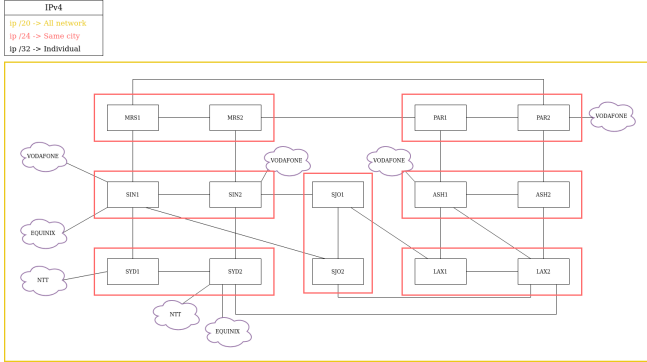 IPv4
ip /20 -> All network
ip /24 -> Same city
ip /32 -> Individual
MRS1
MRS2
PAR1
PAR2
VODAFONE
VODAFONE
VODAFONE
VODAFONE
SIN1
SIN2
SJO1
ASH1
ASH2
EQUINIX
NTT
SYD1
SYD2
SJO2
LAX1
LAX2
NTT
EQUINIX